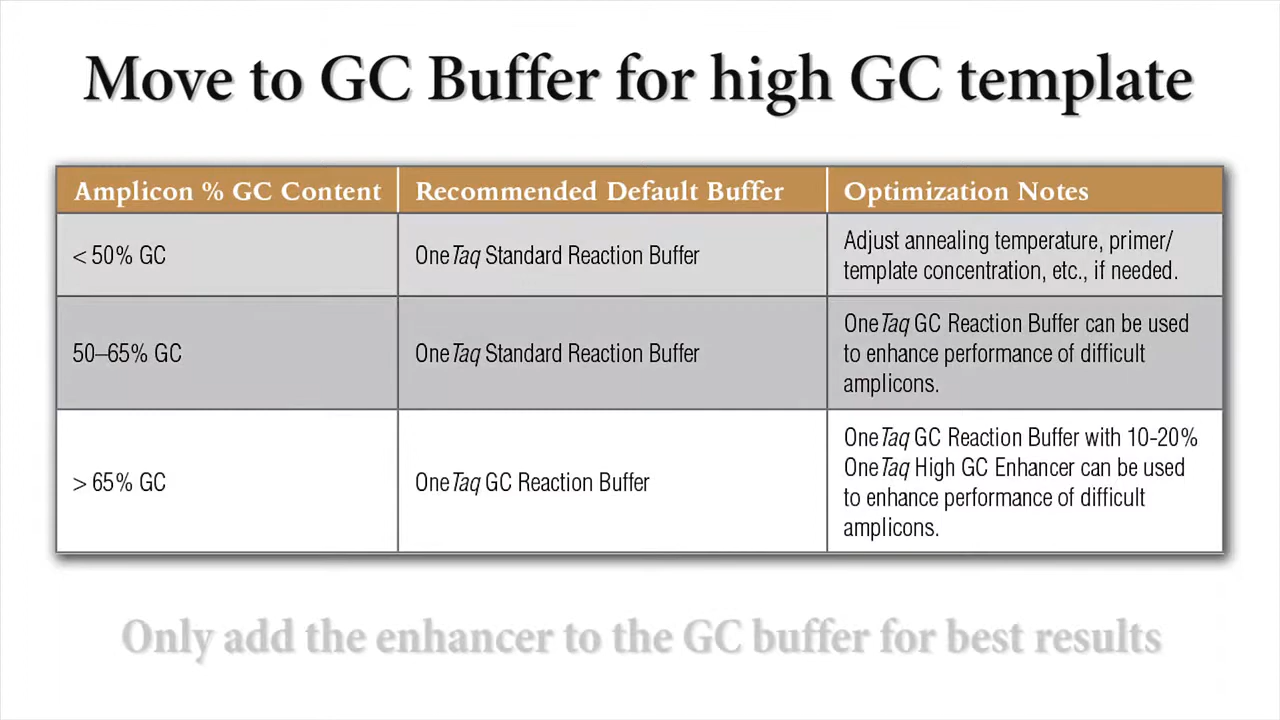 Move to GC Buffer for high GC template
Amplicon % GC Content
Recommended Default Buffer
Optimization Notes
< 50% GC
OneTaq Standard Reaction Buffer
Adjust annealing temperature, primer/
template concentration, etc., if needed.
50–65% GC
OneTaq Standard Reaction Buffer
OneTaq GC Reaction Buffer can be used
to enhance performance of difficult
amplicons.
> 65% GC
OneTaq GC Reaction Buffer
OneTaq GC Reaction Buffer with 10-20%
OneTaq High GC Enhancer can be used
to enhance performance of difficult
amplicons.
Only add the enhancer to the GC buffer for best results